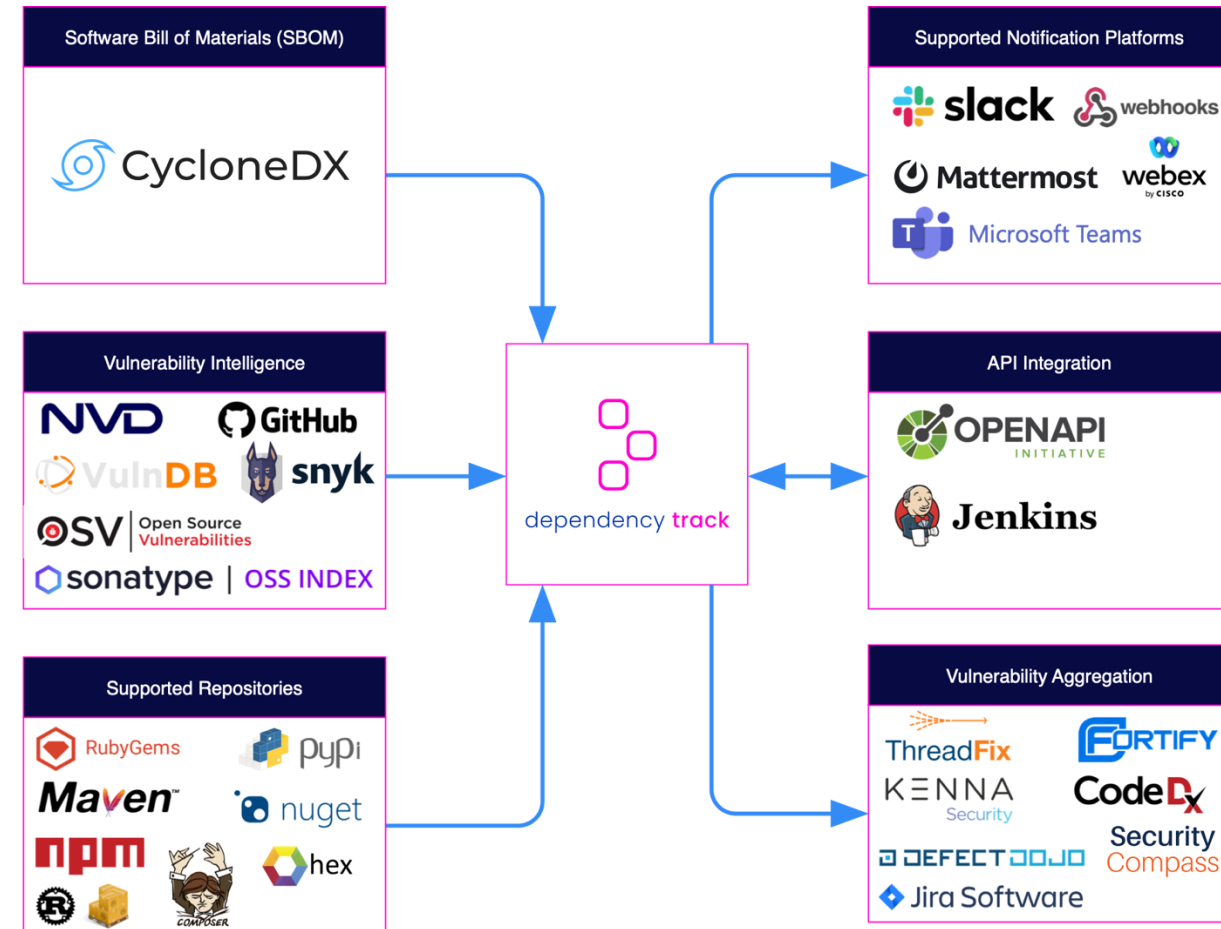 Software Bill of Materials (SBOM)
CycloneDX
Vulnerability Intelligence
NVD
GitHub
VulnDB
snyk
OSV
Open Source
Vulnerabilities
sonatype | OSS INDEX
Supported Repositories
RubyGems
pypi
Maven™
nuget
npm
hex
R
COMPOSER
dependency track
Supported Notification Platforms
slack
webhooks
Mattermost
webex
by CISCO
T
Microsoft Teams
API Integration
OPENAPI
INITIATIVE
Jenkins
Vulnerability Aggregation
ThreadFix
FORTIFY
KENNA
Security
CodeDx
Security
Compass
DEFECTDOJO
Jira Software